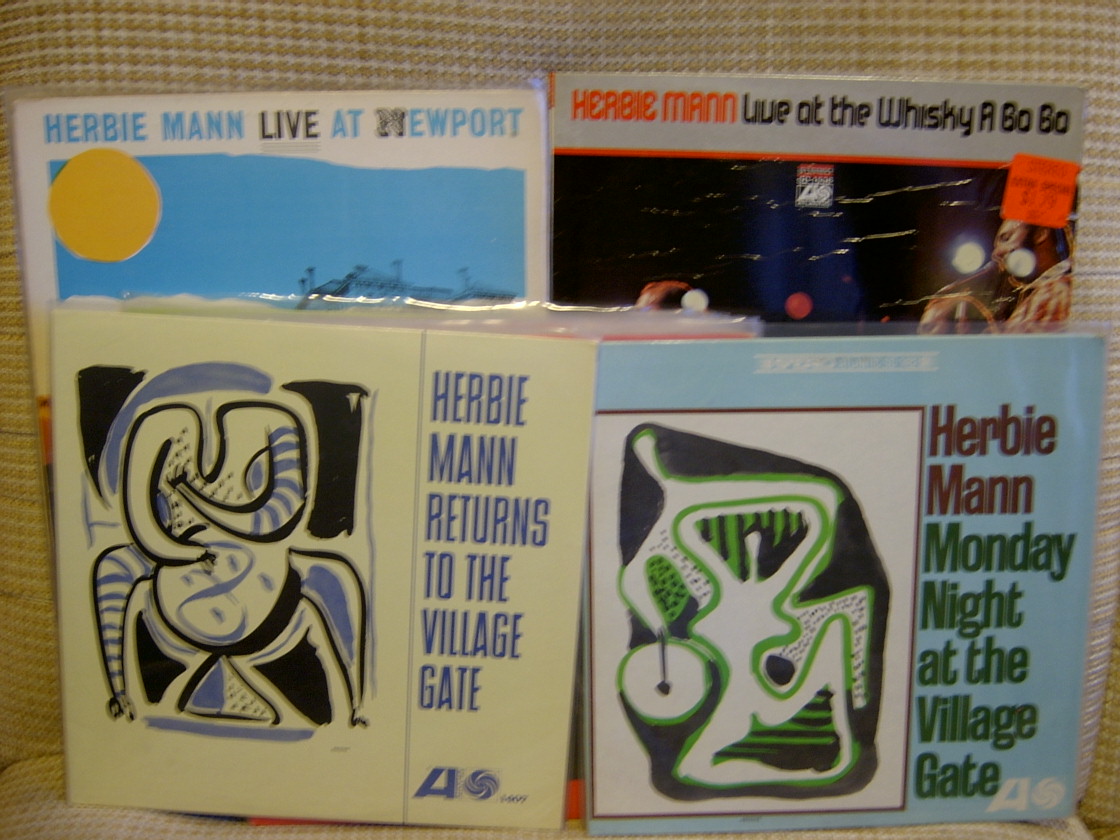 HERBIE MANN LIVE AT NEWPORT
HERBIE MANN Live at the Whisky A Go Go
HERBIE
MANN
RETURNS
TO THE
VILLAGE
GATE
Herbie
Mann
Monday
Night
at the
Village
Gate